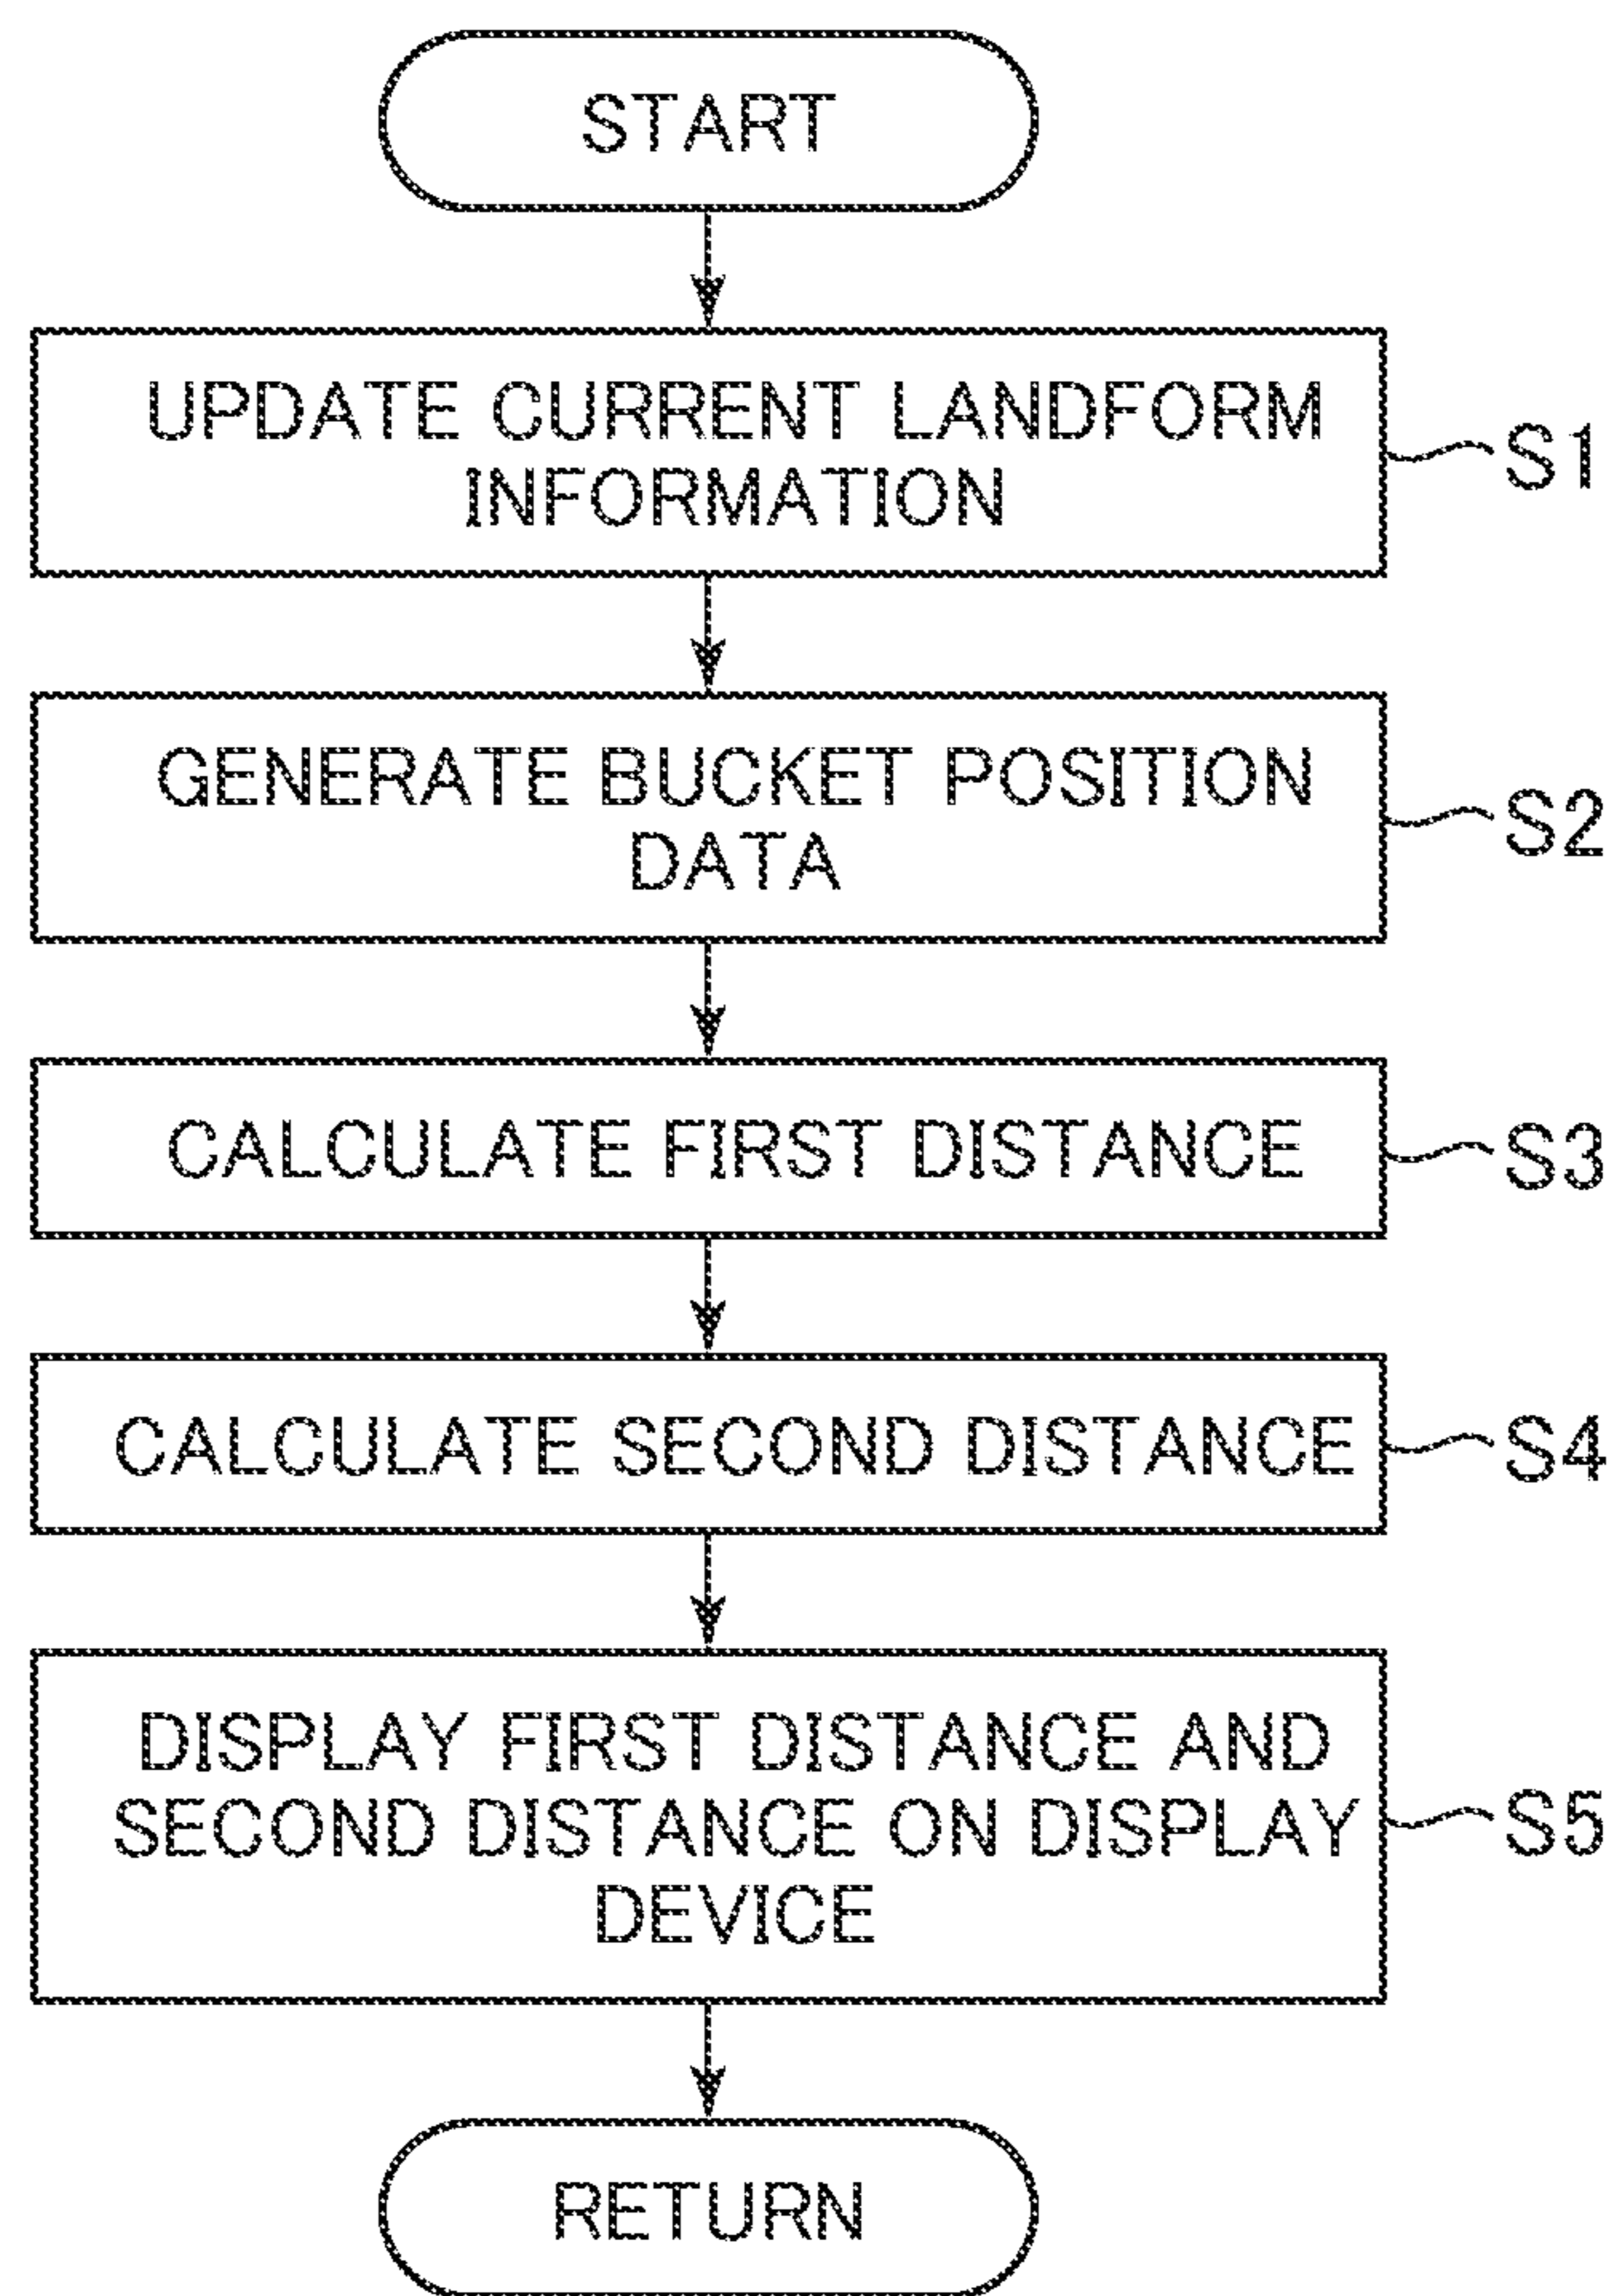 START
UPDATE CURRENT LANDFORM
INFORMATION
S1
GENERATE BUCKET POSITION
DATA
S2
CALCULATE FIRST DISTANCE
S3
CALCULATE SECOND DISTANCE
S4
DISPLAY FIRST DISTANCE AND
SECOND DISTANCE ON DISPLAY
DEVICE
S5
RETURN